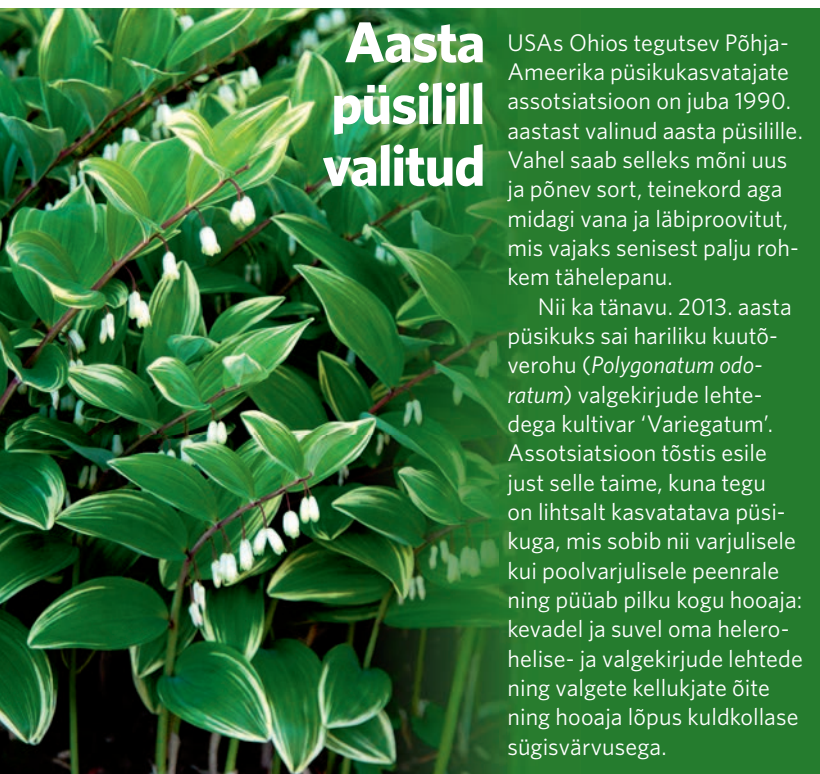 Aasta
püsilill
valitud
USAs Ohios tegutsev Põhja-
Ameerika püsikukasvatajate
assotsiatsioon on juba 1990.
aastast valinud aasta püsilille.
Vahel saab selleks mõni uus
ja põnev sort, teinekord aga
midagi vana ja läbiproovitut,
mis vajaks senisest palju roh-
kem tähelepanu.
Nii ka tänavu. 2013. aasta
püsikuks sai hariliku kuutõ-
verohu (Polygonatum odo-
ratum) valgekirjude lehte-
dega kultivar ‘Variegatum’.
Assotsiatsioon tõstis esile
just selle taime, kuna tegu
on lihtsalt kasvatatava püsi-
kuga, mis sobib nii varjulisele
kui poolvarjulisele peenrale
ning püüab pilku kogu hooaja:
kevadel ja suvel oma helero-
helise- ja valgekirjude lehtede
ning valgete kellukjate õite
ning hooaja lõpus kuldkollase
sügisvärvusega.